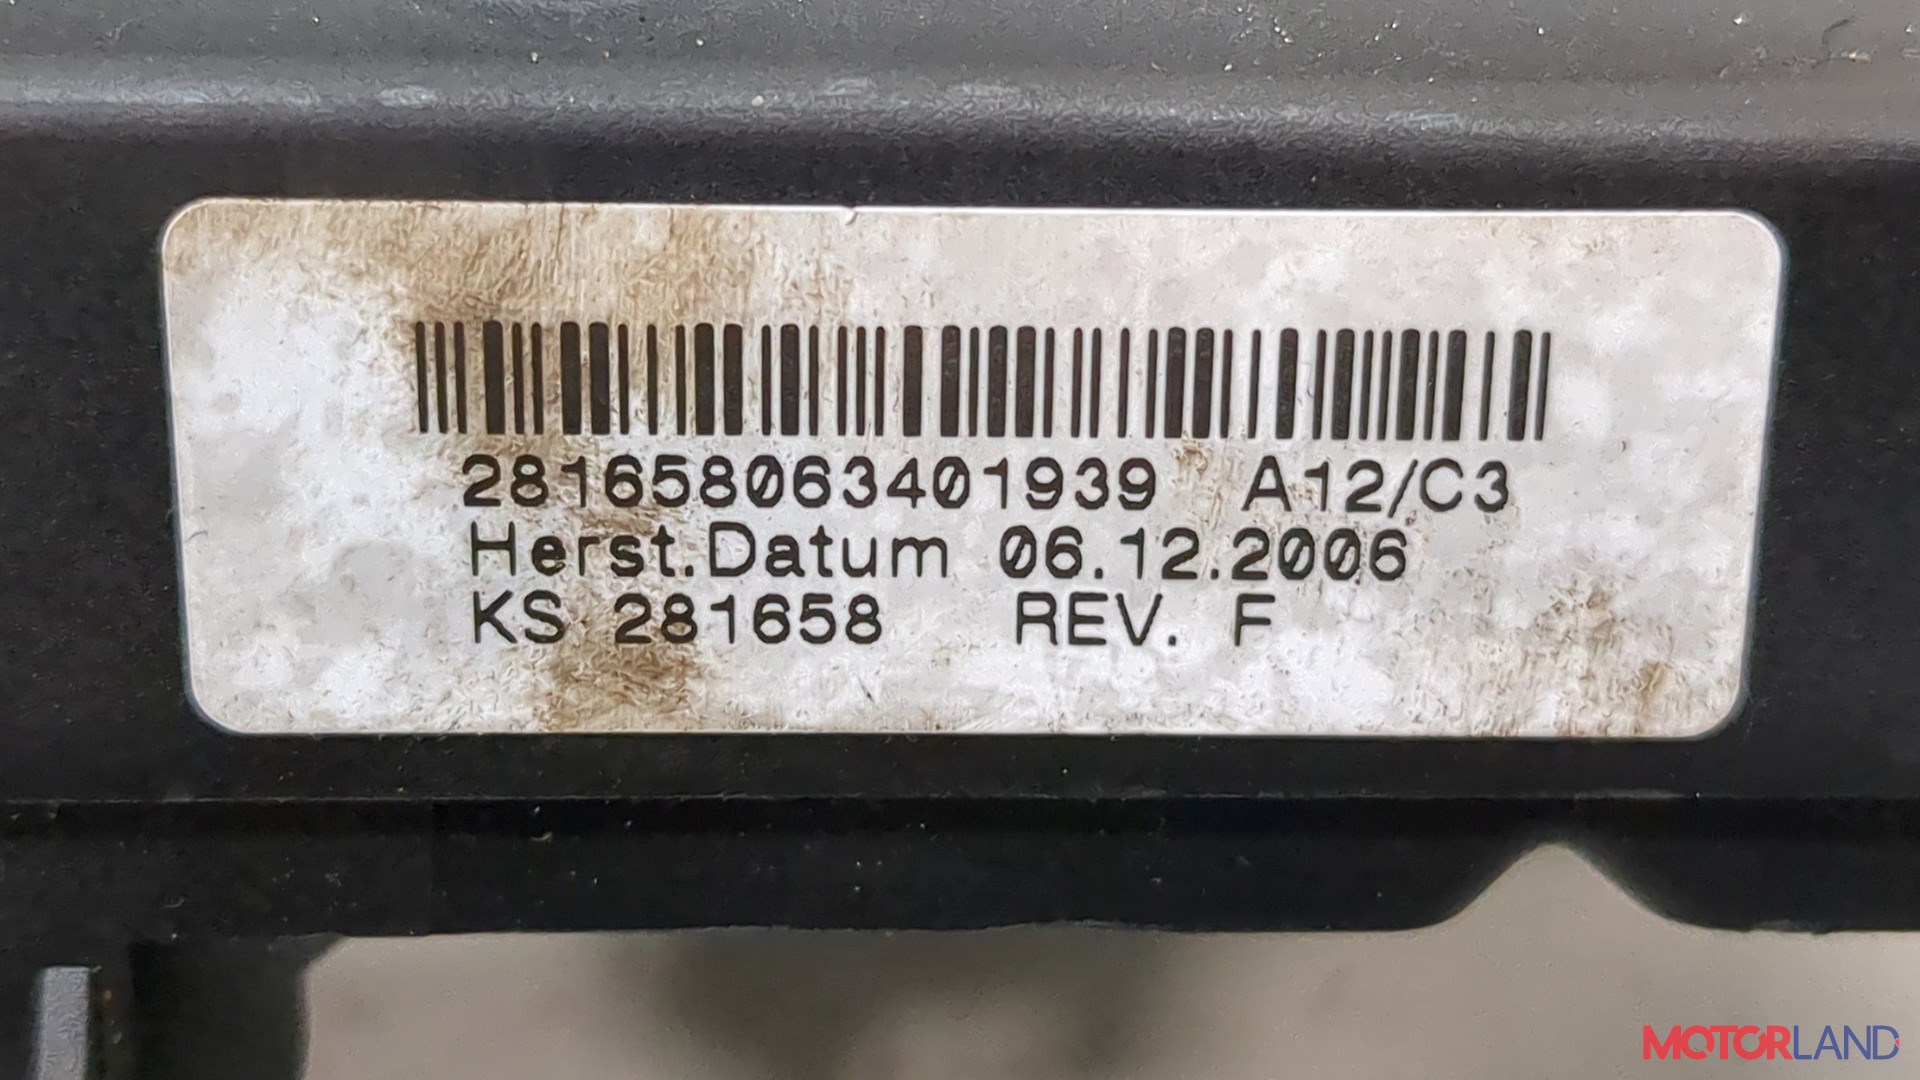 281658063401939 A12/C3
Herst.Datum 06.12.2006
KS 281658 REV. F
MOTORLAND